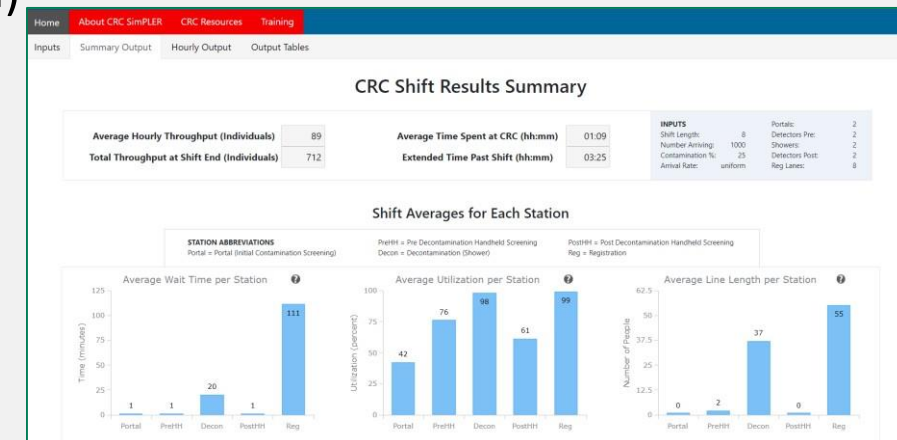 Home About CRC SimPLER CRC Resources Training
Inputs Summary Output Hourly Output Output Tables
CRC Shift Results Summary
Average Hourly Throughput (Individuals) 89
Total Throughput at Shift End (Individuals) 712
Average Time Spent at CRC (hh:mm) 01:09
Extended Time Past Shift (hh:mm) 03:25
INPUTS
Shift Length: 8
Number Arriving: 1000
Contamination %: 25
Arrival Rate: uniform
Portals: 2
Detectors Pre: 2
Showers: 2
Detectors Post: 2
Reg Lanes: 8
Shift Averages for Each Station
STATION ABBREVIATIONS
Portal = Portal (Initial Contamination Screening)
PreHH = Pre Decontamination Handheld Screening
Decon = Decontamination (Shower)
PostHH = Post Decontamination Handheld Screening
Reg = Registration
Average Wait Time per Station
Time (minutes)
125
100
75
50
25
0
1 1 20 1 111
Portal PreHH Decon PostHH Reg
Average Utilization per Station
Utilization (percent)
100
75
50
25
0
42 76 98 61 99
Portal PreHH Decon PostHH Reg
Average Line Length per Station
Number of People
62.5
50
37.5
25
12.5
0
0 2 37 0 55
Portal PreHH Decon PostHH Reg